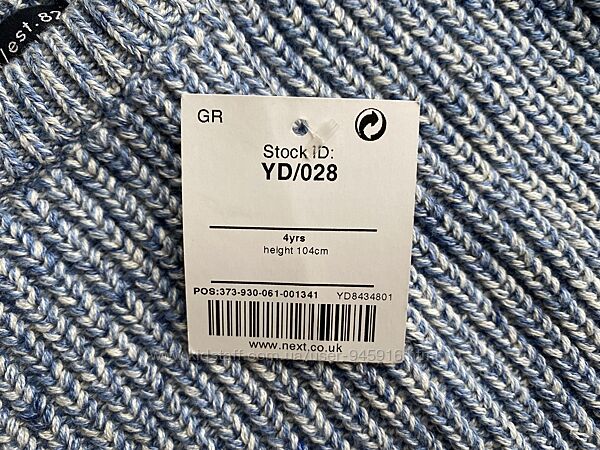 est.82
GR
Stock ID:
YD/028
4yrs
height 104cm
POS:373-930-061-001341 YD8434801
www.next.co.uk